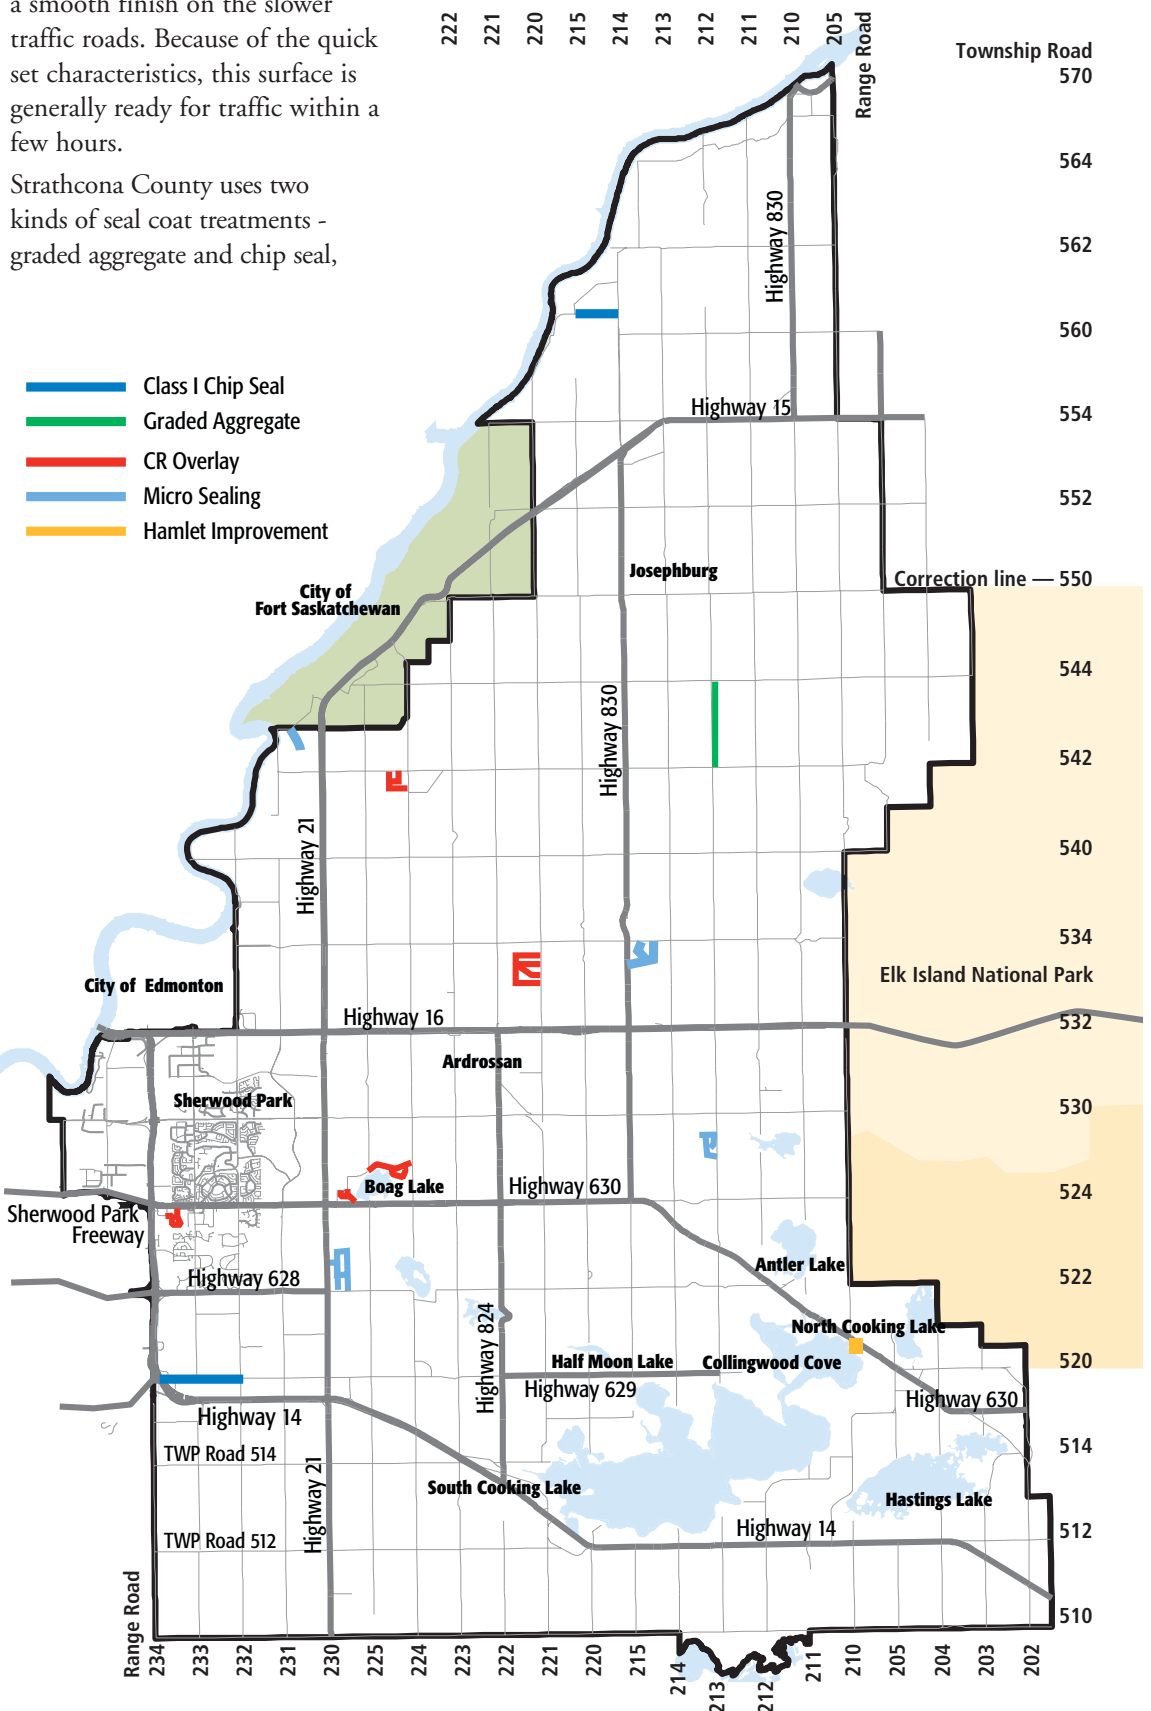 a smooth finish on the slower
traffic roads. Because of the quick
set characteristics, this surface is
generally ready for traffic within a
few hours.
Strathcona County uses two
kinds of seal coat treatments -
graded aggregate and chip seal,
222
221
220
215
214
213
212
211
210
205
Range Road
Township Road
570
564
562
560
554
552
Correction line — 550
544
542
540
534
532
530
524
522
520
514
512
510
Class I Chip Seal
Graded Aggregate
CR Overlay
Micro Sealing
Hamlet Improvement
Highway 830
Highway 15
Josephburg
City of
Fort Saskatchewan
Highway 830
Highway 21
City of Edmonton
Elk Island National Park
Highway 16
Ardrossan
Sherwood Park
Boag Lake
Highway 630
Sherwood Park
Freeway
Antler Lake
Highway 628
North Cooking Lake
Highway 824
Half Moon Lake
Collingwood Cove
Highway 629
Highway 630
Highway 14
TWP Road 514
Highway 21
South Cooking Lake
Hastings Lake
Highway 14
TWP Road 512
Range Road
234
233
232
231
230
225
224
223
222
221
220
215
214
213
212
211
210
205
204
203
202